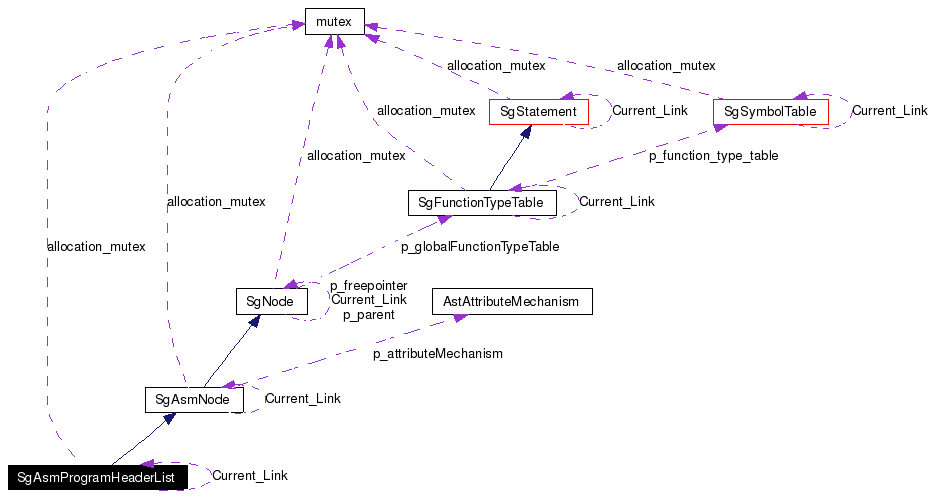 mutex
allocation_mutex
allocation_mutex
SgStatement
Current_Link
SgSymbolTable
Current_Link
allocation_mutex
allocation_mutex
p_function_type_table
allocation_mutex
SgFunctionTypeTable
Current_Link
allocation_mutex
p_globalFunctionTypeTable
SgNode
p_freepointer
Current_Link
p_parent
AstAttributeMechanism
p_attributeMechanism
SgAsmNode
Current_Link
SgAsmProgramHeaderList
Current_Link